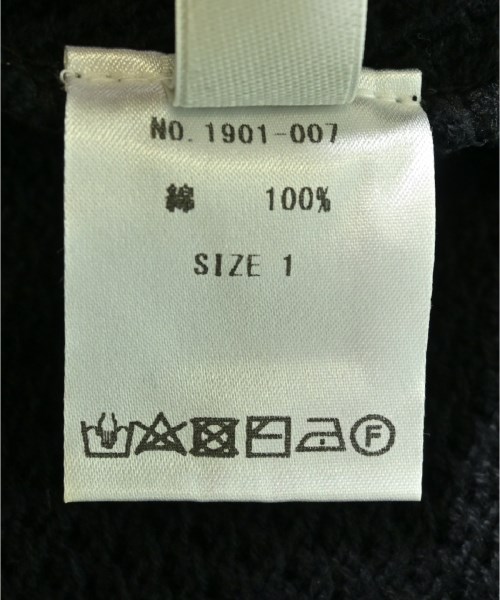 NO. 1901-007
綿 100%
SIZE 1
F